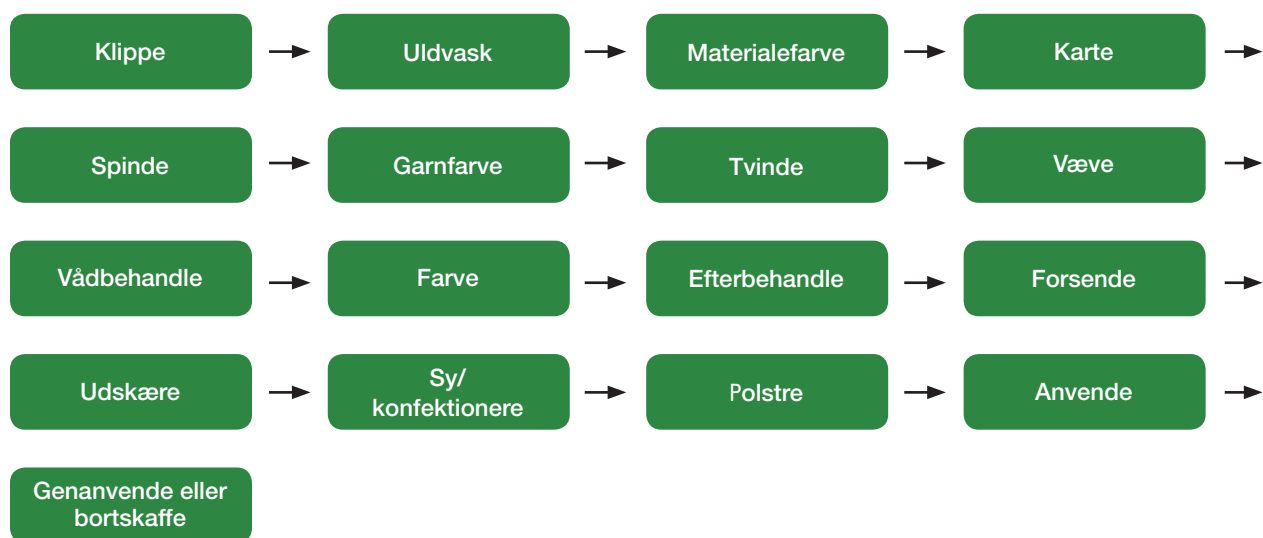 Klippe
Uldvask
Materialefarve
Karte
Spinde
Garnfarve
Tvinde
Væve
Vådbehandle
Farve
Efterbehandle
Forsende
Udskære
Sy/
konfektionere
Polstre
Anvende
Genanvende eller
bortskaffe